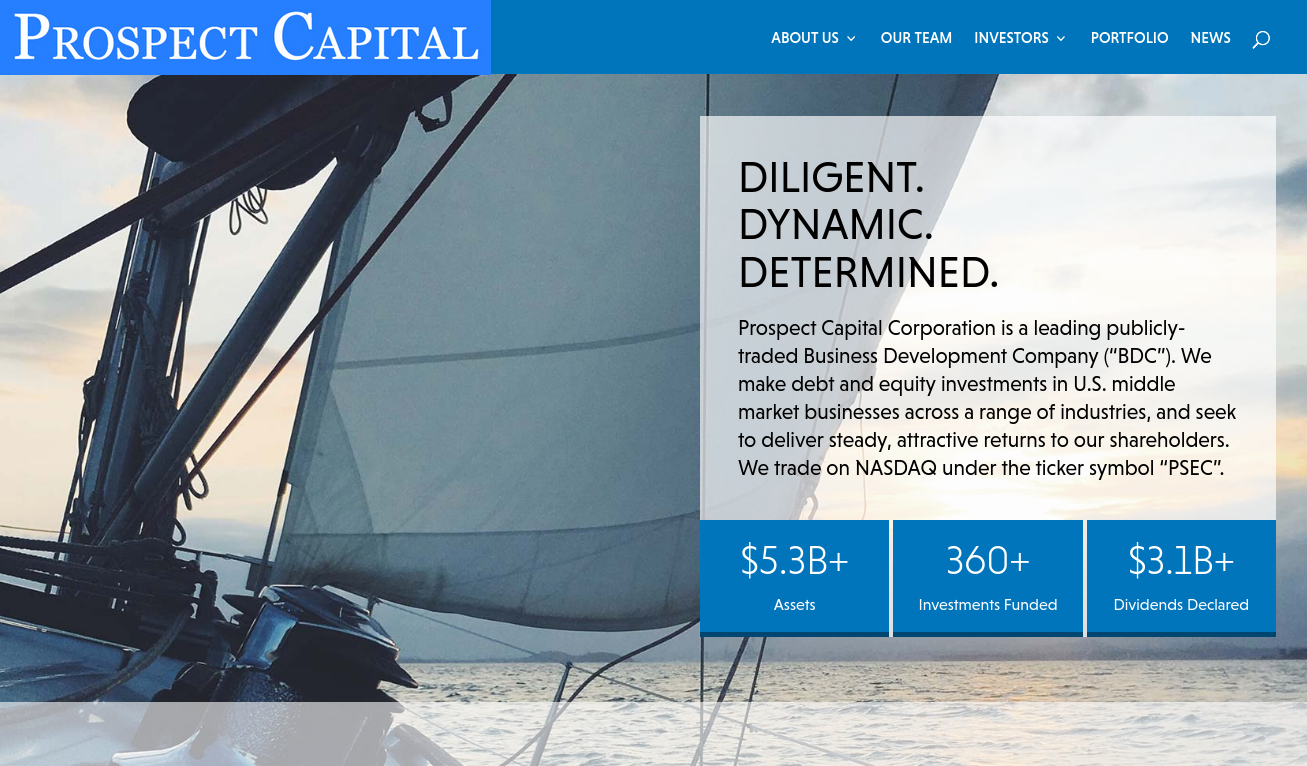 PROSPECT CAPITAL
ABOUT US
OUR TEAM
INVESTORS
PORTFOLIO
NEWS
DILIGENT.
DYNAMIC.
DETERMINED.
Prospect Capital Corporation is a leading publicly-
traded Business Development Company (“BDC”). We
make debt and equity investments in U.S. middle
market businesses across a range of industries, and seek
to deliver steady, attractive returns to our shareholders.
We trade on NASDAQ under the ticker symbol “PSEC”.
$5.3B+
Assets
360+
Investments Funded
$3.1B+
Dividends Declared